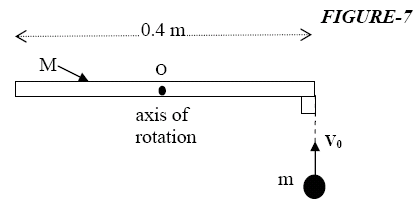 FIGURE-7
0.4 m
M
O
axis of
rotation
V₀
m